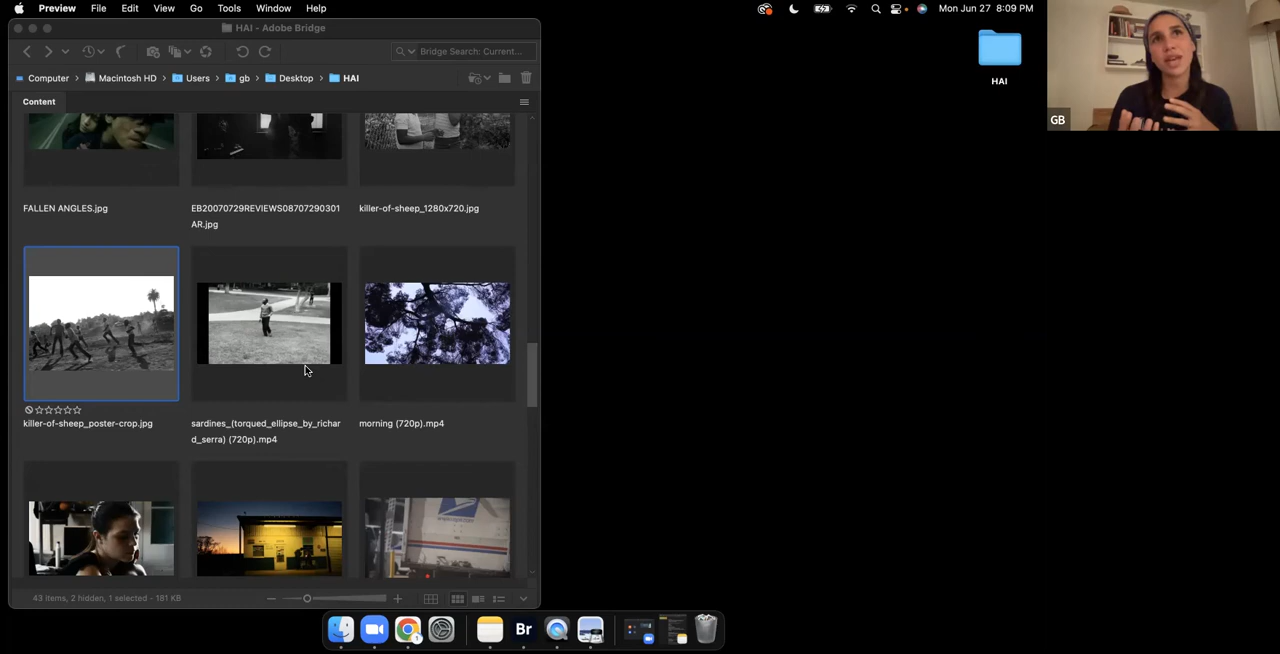 Preview File Edit View Go Tools Window Help
Mon Jun 27 8:09 PM
HAI - Adobe Bridge
Bridge Search: Current...
Computer > Macintosh HD > Users > gb > Desktop > HAI
Content
HAI
GB
FALLEN ANGLES.jpg
EB20070729REVIEWS08707290301
AR.jpg
killer-of-sheep_1280x720.jpg
killer-of-sheep_poster-crop.jpg
sardines_(torqued_ellipse_by_richar
d_serra) (720p).mp4
morning (720p).mp4
43 items, 2 hidden, 1 selected - 181 KB
Br